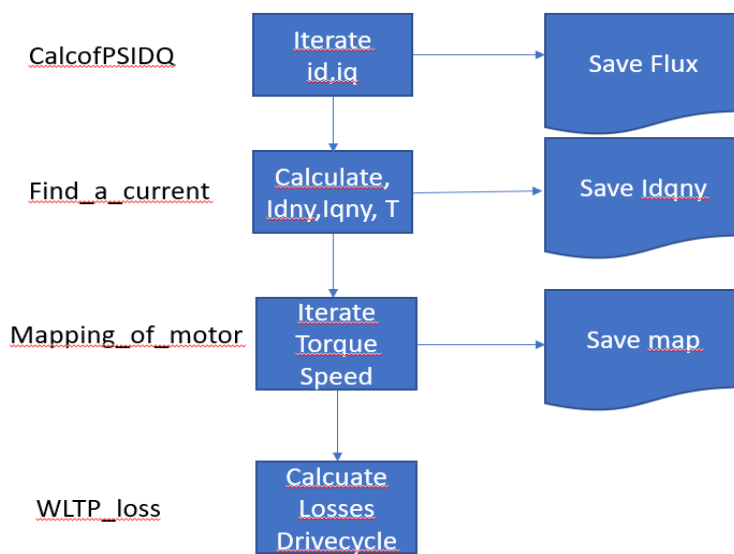 CalcofPSIDQ
Iterate
id,iq
Save Flux
Find_a_current
Calculate,
Idny,Iqny, T
Save Idqny
Mapping_of_motor
Iterate
Torque
Speed
Save map
WLTP_loss
Calcuate
Losses
Drivecycle